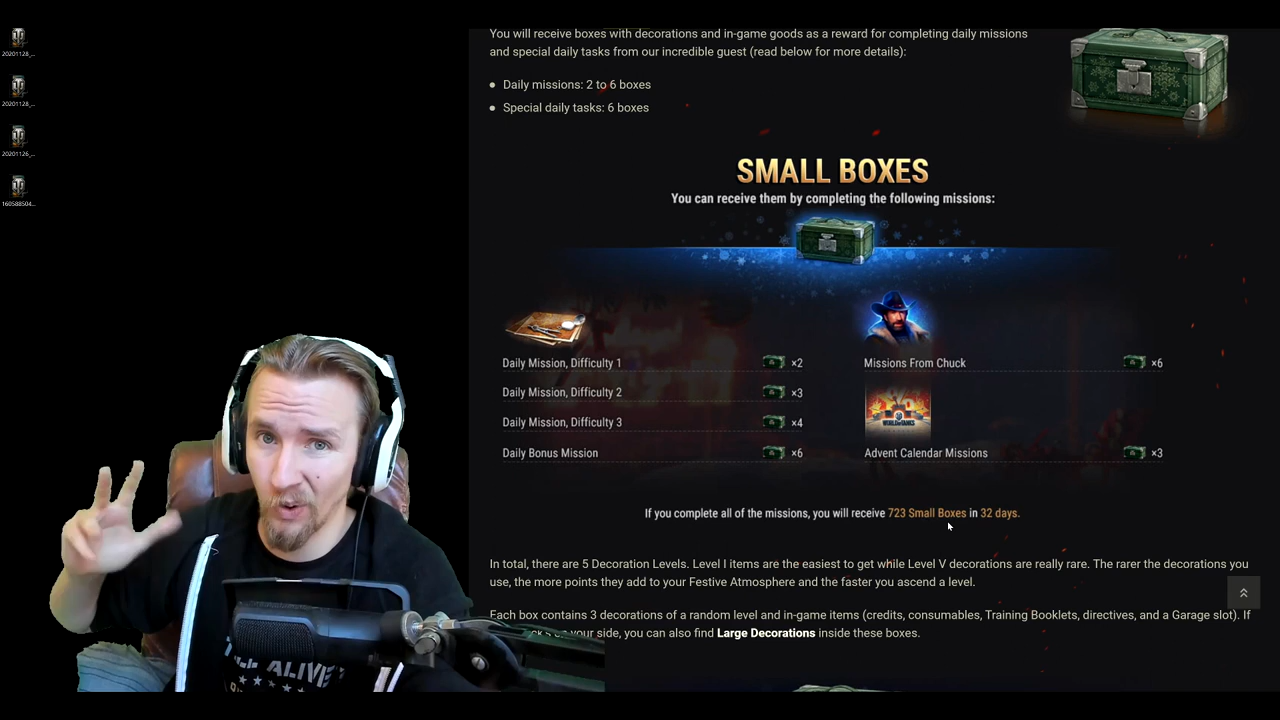 20201128_...
20201128_...
20201126_...
160588504...
You will receive boxes with decorations and in-game goods as a reward for completing daily missions
and special daily tasks from our incredible guest (read below for more details):
Daily missions: 2 to 6 boxes
Special daily tasks: 6 boxes
SMALL BOXES
You can receive them by completing the following missions:
Daily Mission, Difficulty 1 ×2
Daily Mission, Difficulty 2 ×3
Daily Mission, Difficulty 3 ×4
Daily Bonus Mission ×6
Missions From Chuck ×6
WORLD OF TANKS
Advent Calendar Missions ×3
If you complete all of the missions, you will receive 723 Small Boxes in 32 days.
In total, there are 5 Decoration Levels. Level I items are the easiest to get while Level V decorations are really rare. The rarer the decorations you
use, the more points they add to your Festive Atmosphere and the faster you ascend a level.
Each box contains 3 decorations of a random level and in-game items (credits, consumables, Training Booklets, directives, and a Garage slot). If
your side, you can also find Large Decorations inside these boxes.
ALIVE